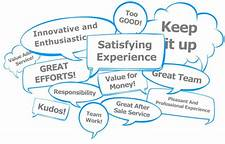 Too
GOOD!
Innovative and
Enthusiastic
Keep
it up
Satisfying
Experience
Value Added
Service!
GREAT
EFFORTS!
Value for
Money!
Great Team
Responsibility
Pleasant And
Professional Experience
Kudos!
Team
Work!
Great After
Sale Service